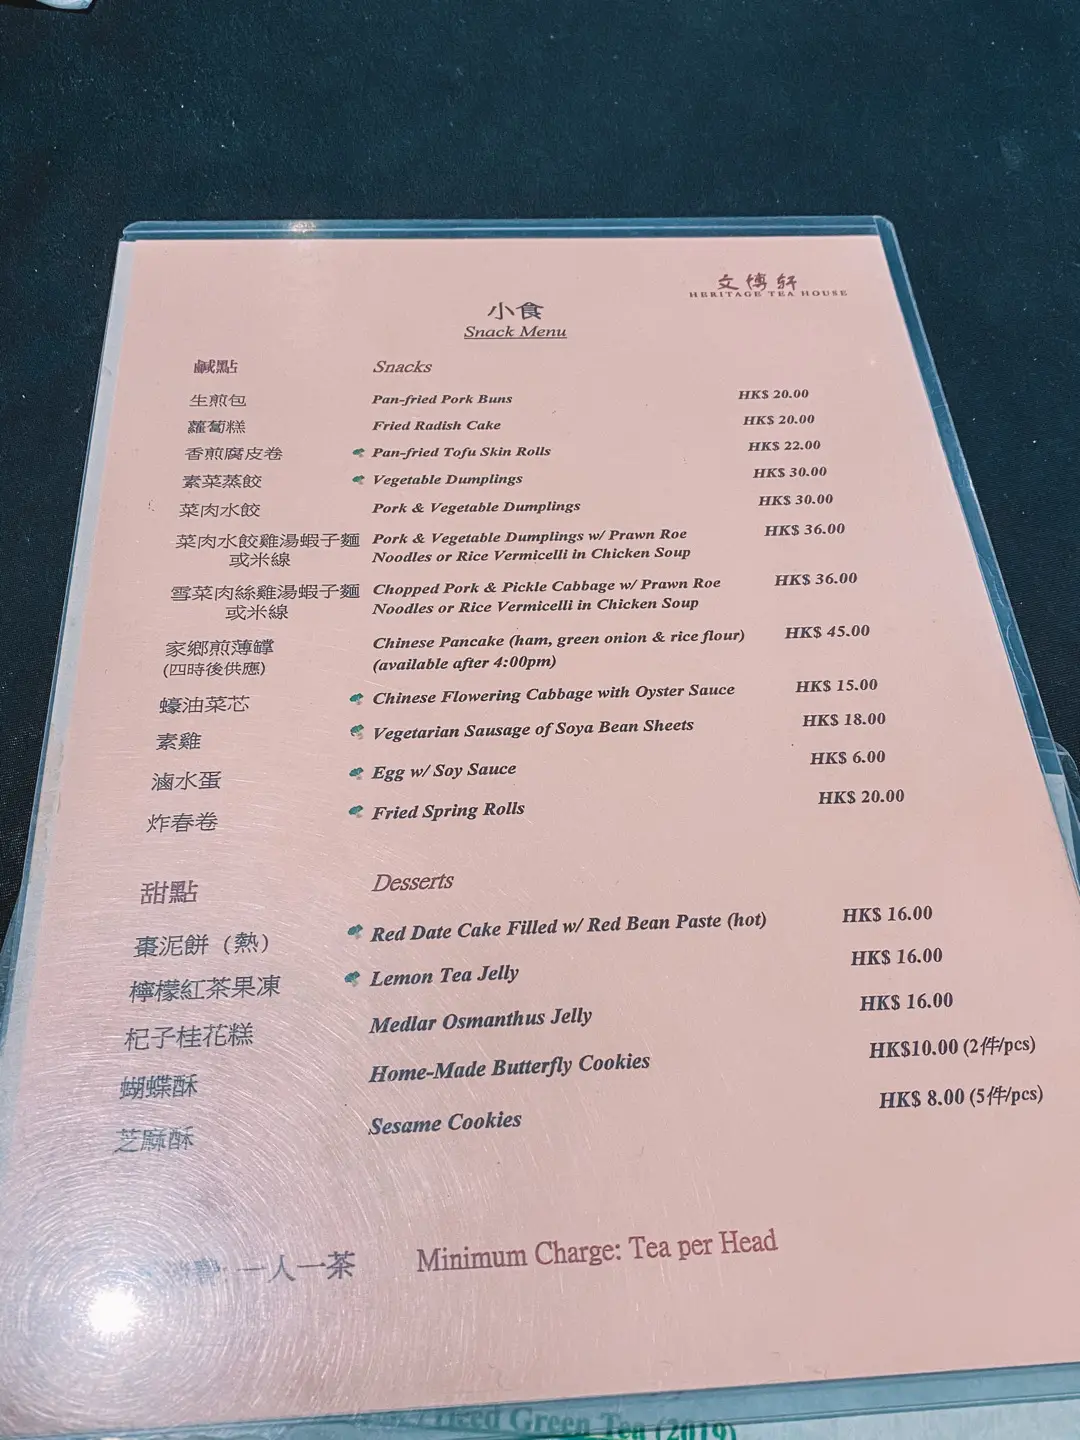 文博軒
HERITAGE TEA HOUSE
小食
Snack Menu
鹹點 Snacks
生煎包 Pan-fried Pork Buns HK$ 20.00
蘿蔔糕 Fried Radish Cake HK$ 20.00
香煎腐皮卷 Pan-fried Tofu Skin Rolls HK$ 22.00
素菜蒸餃 Vegetable Dumplings HK$ 30.00
菜肉水餃 Pork & Vegetable Dumplings HK$ 30.00
菜肉水餃雞湯蝦子麵 Pork & Vegetable Dumplings w/ Prawn Roe HK$ 36.00
或米線 Noodles or Rice Vermicelli in Chicken Soup
雪菜肉絲雞湯蝦子麵 Chopped Pork & Pickle Cabbage w/ Prawn Roe HK$ 36.00
或米線 Noodles or Rice Vermicelli in Chicken Soup
家鄉煎薄罉 Chinese Pancake (ham, green onion & rice flour) HK$ 45.00
(四時後供應) (available after 4:00pm)
蠔油菜芯 Chinese Flowering Cabbage with Oyster Sauce HK$ 15.00
素雞 Vegetarian Sausage of Soya Bean Sheets HK$ 18.00
滷水蛋 Egg w/ Soy Sauce HK$ 6.00
炸春卷 Fried Spring Rolls HK$ 20.00
甜點 Desserts
棗泥餅（熱） Red Date Cake Filled w/ Red Bean Paste (hot) HK$ 16.00
檸檬紅茶果凍 Lemon Tea Jelly HK$ 16.00
杞子桂花糕 Medlar Osmanthus Jelly HK$ 16.00
蝴蝶酥 Home-Made Butterfly Cookies HK$10.00 (2件/pcs)
芝麻酥 Sesame Cookies HK$ 8.00 (5件/pcs)
一人一茶 Minimum Charge: Tea per Head
Green Tea (2019)